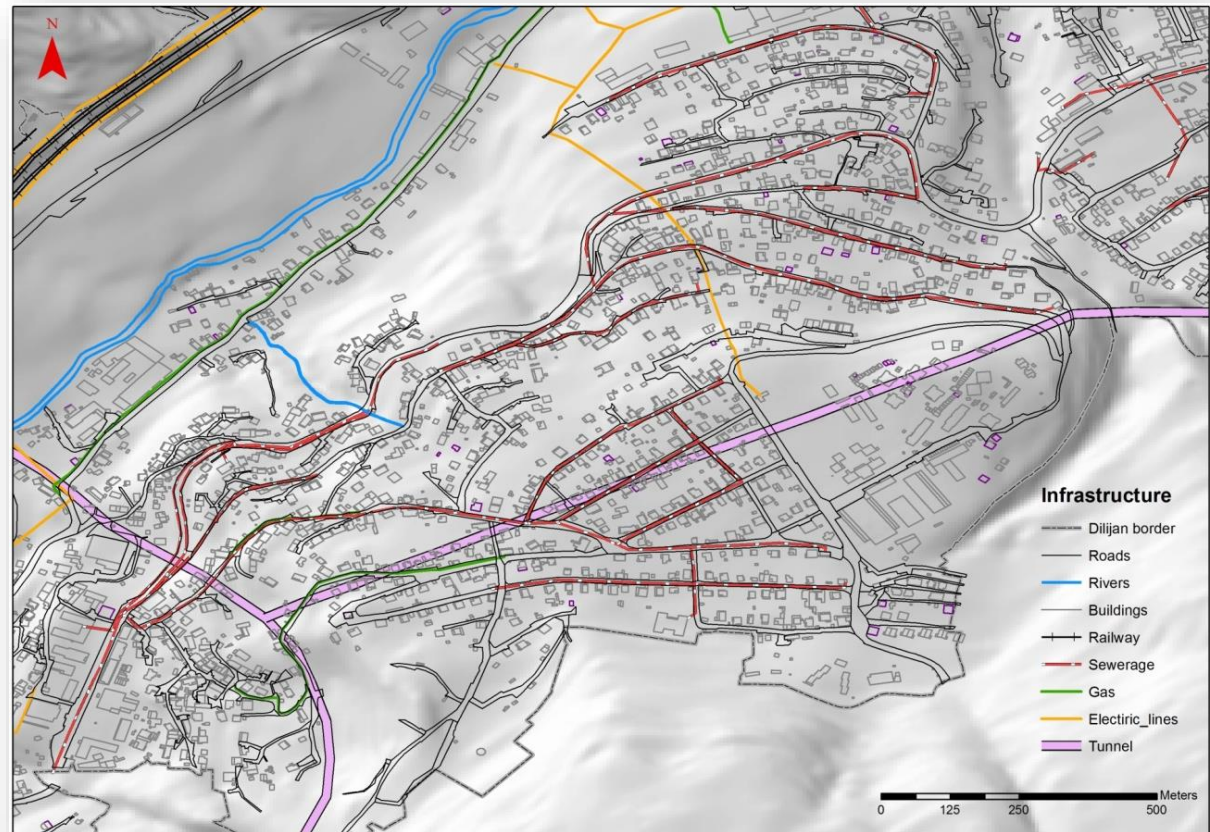 N
Infrastructure
Dilijan border
Roads
Rivers
Buildings
Railway
Sewerage
Gas
Electiric_lines
Tunnel
Meters
0 125 250 500